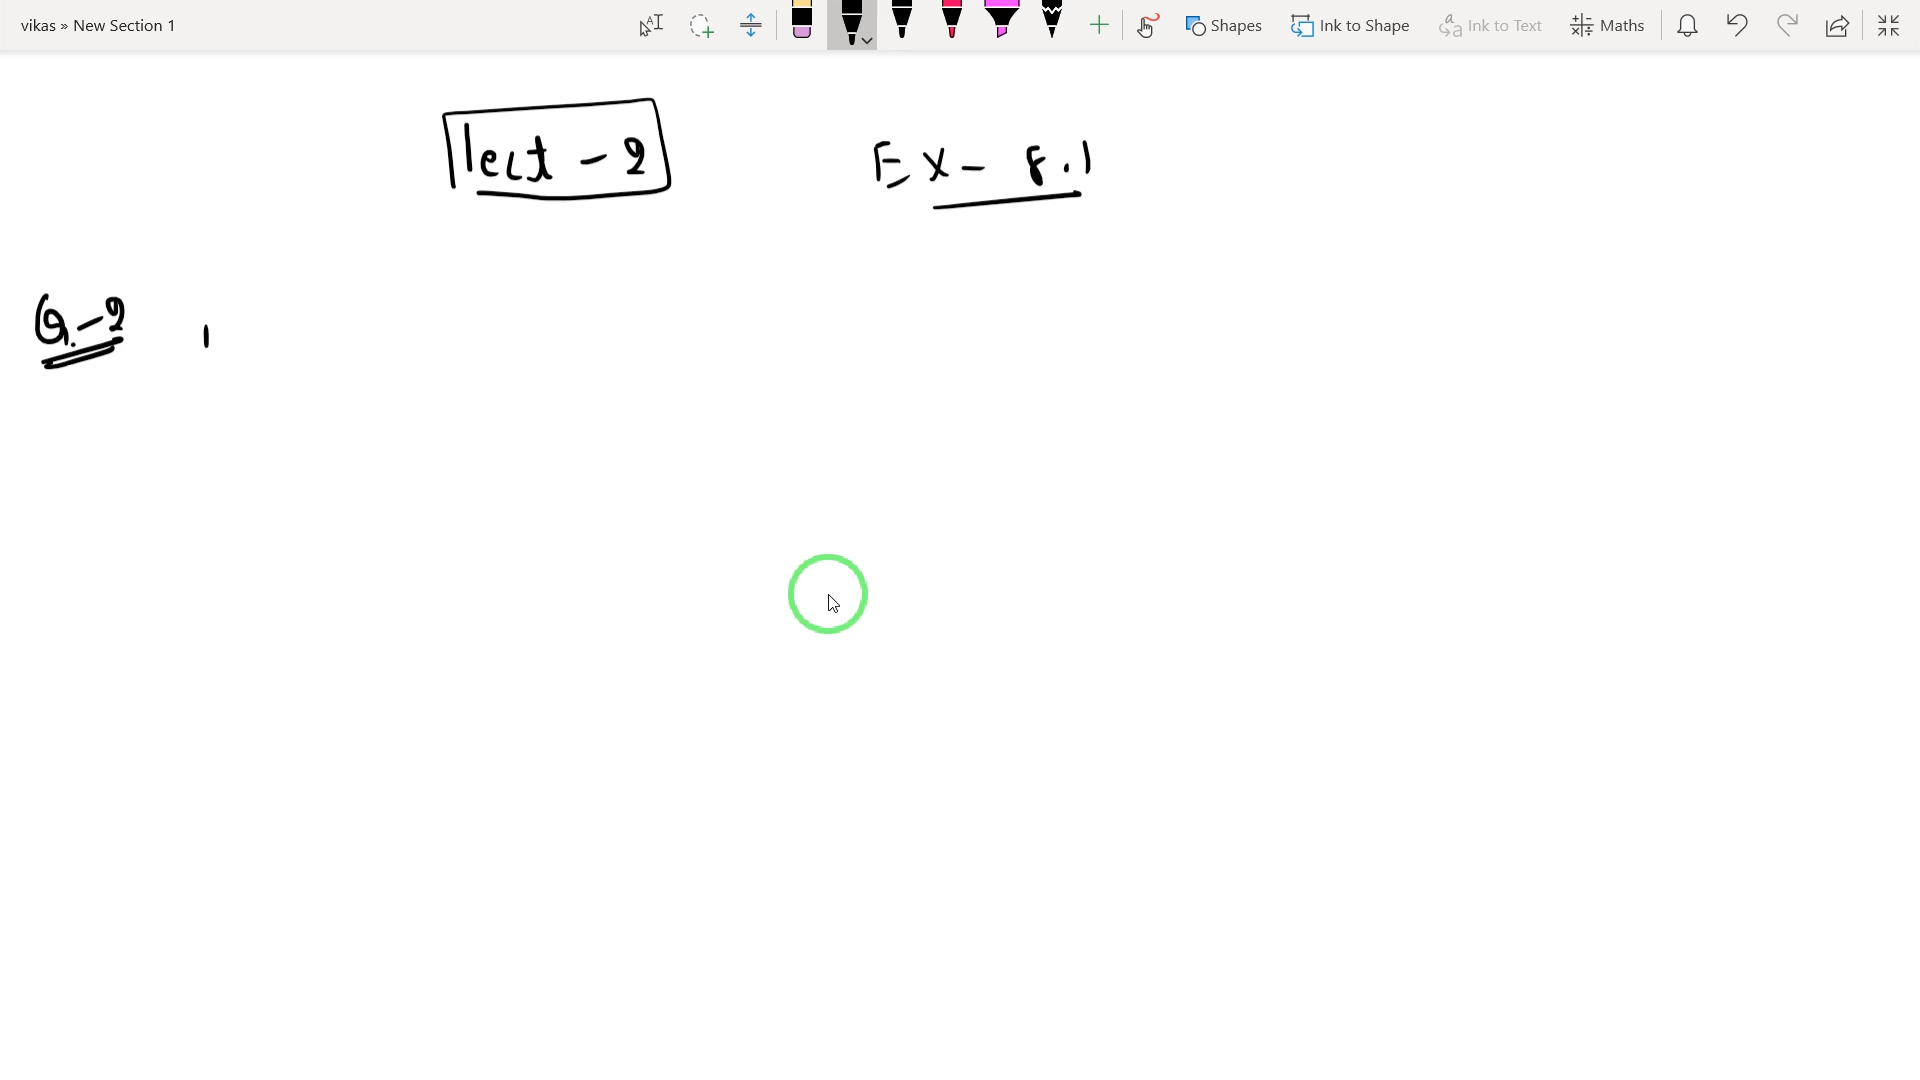 vikas » New Section 1
Shapes
Ink to Shape
Ink to Text
Maths
lect - 2
Ex - 8.1
Q.-2